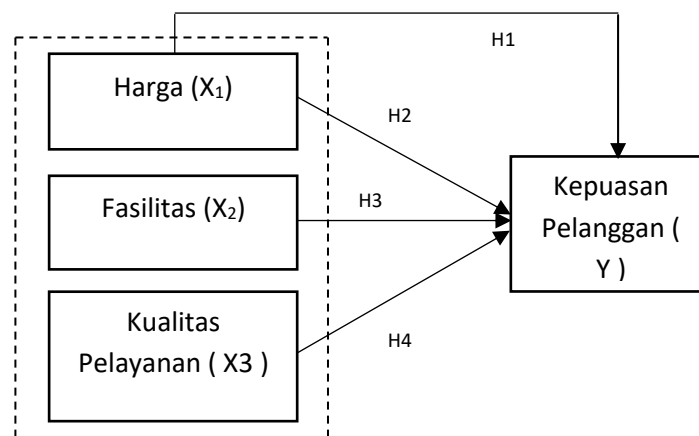 H1
Harga (X₁)
H2
Fasilitas (X₂)
H3
Kepuasan
Pelanggan (
Y )
Kualitas
Pelayanan ( X3 )
H4